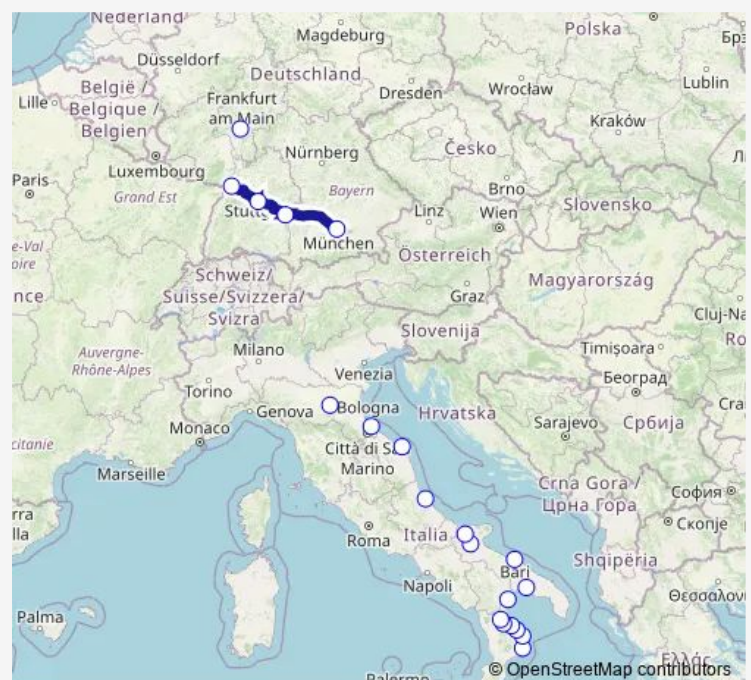 Nederland
Magdeburg
Polska
Düsseldorf
Deutschland
Lublin
België /
Belgique /
Belgien
Lille
Frankfurt
am Main
Dresden
Wrocław
Kraków
Luxembourg
Nürnberg
Česko
Paris
Grand Est
Bayern
Brno
Slovensko
Linz
Wien
München
Österreich
Schweiz/
Suisse/Svizzera/
Svizra
Magyarország
Graz
Slovenija
Auvergne-
Rhône-Alpes
Milano
Timișoara
Venezia
Београд
Torino
Genova
Bologna
Hrvatska
Monaco
Sarajevo
Србија
Marino
Marseille
Crna Gora /
Црна Гора
София
Скопје
Roma
Italia
Shqipëria
Napoli
Bari
Palma
Palermo
© OpenStreetMap contributors